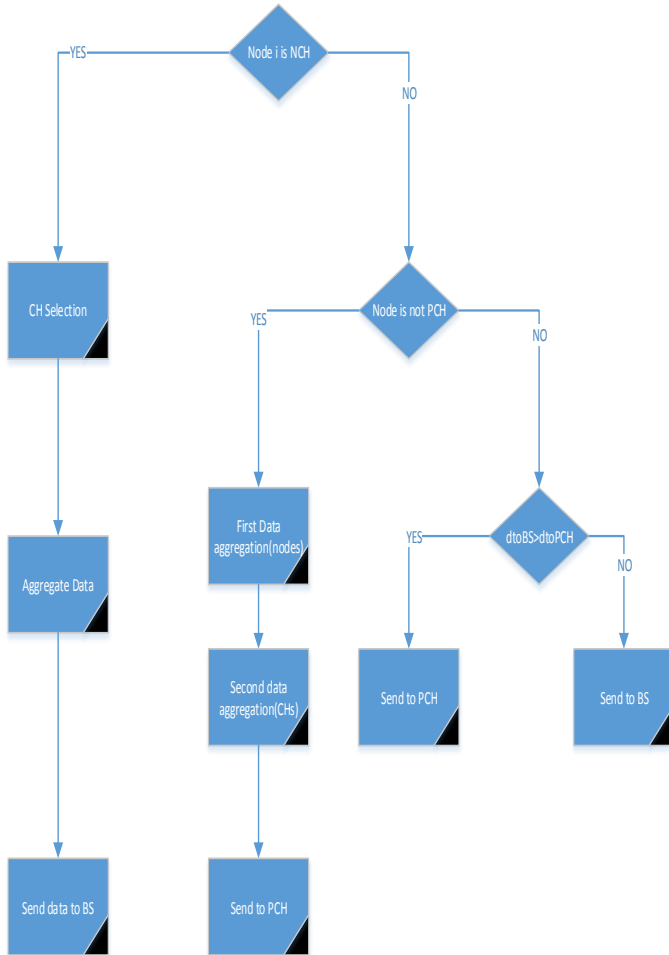 Node i is NCH
YES
NO
CH Selection
Node is not PCH
YES
NO
First Data
aggregation(nodes)
dtoBS>dtoPCH
YES
NO
Aggregate Data
Second data
aggregation(CHs)
Send to PCH
Send to BS
Send data to BS
Send to PCH